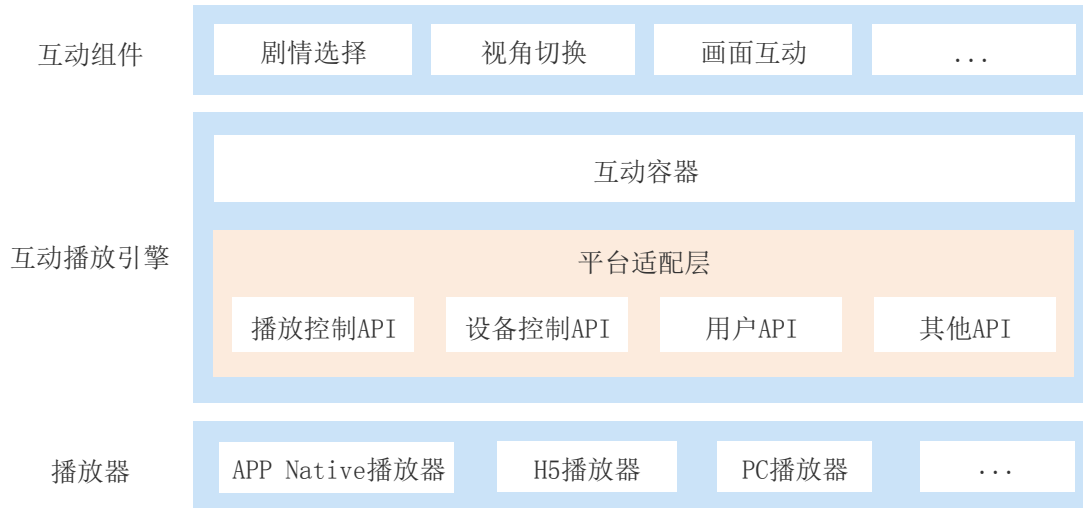 互动组件
剧情选择
视角切换
画面互动
...
互动播放引擎
互动容器
平台适配层
播放控制API
设备控制API
用户API
其他API
播放器
APP Native播放器
H5播放器
PC播放器
...